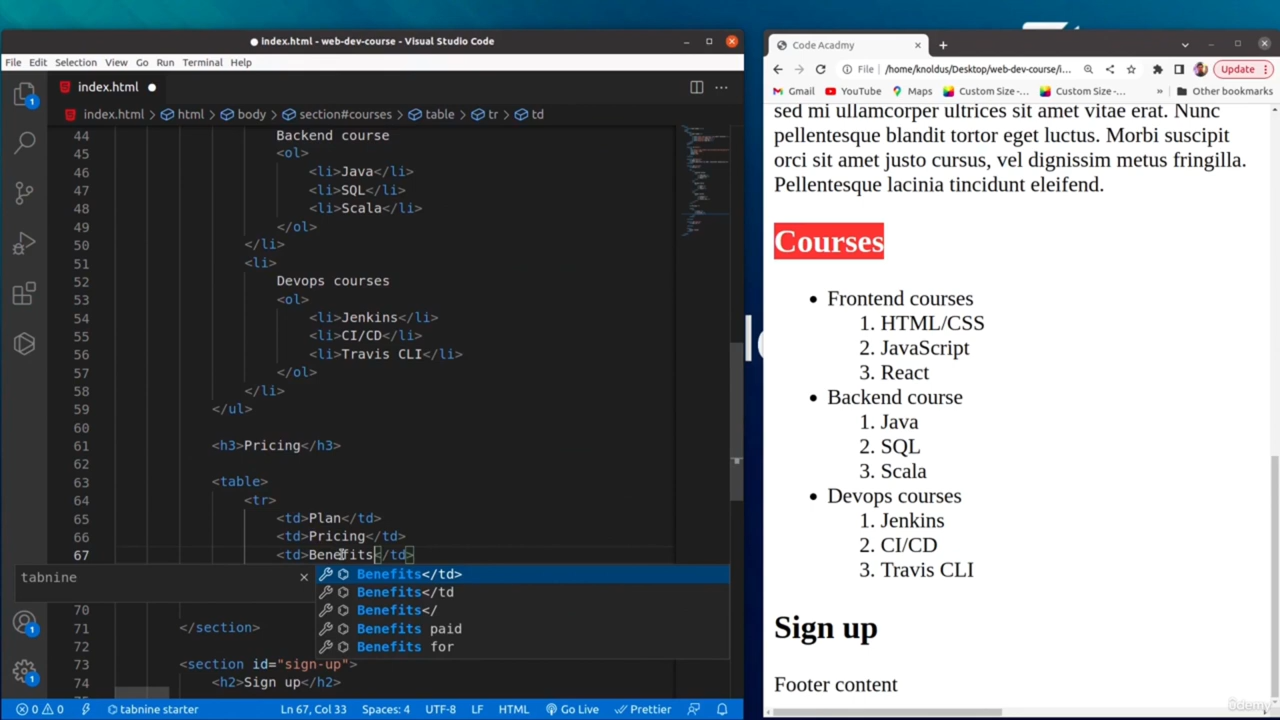 index.html - web-dev-course - Visual Studio Code
File Edit Selection View Go Run Terminal Help
index.html
index.html > html > body > section#courses > table > tr > td
44 Backend course
45 <ol>
46 <li>Java</li>
47 <li>SQL</li>
48 <li>Scala</li>
49 </ol>
50 </li>
51 <li>
52 Devops courses
53 <ol>
54 <li>Jenkins</li>
55 <li>CI/CD</li>
56 <li>Travis CLI</li>
57 </ol>
58 </li>
59 </ul>
60
61 <h3>Pricing</h3>
62
63 <table>
64 <tr>
65 <td>Plan</td>
66 <td>Pricing</td>
67 <td>Benefits</td>
tabnine
Benefits</td>
Benefits</td
Benefits</
Benefits paid
Benefits for
70
71 </section>
72
73 <section id="sign-up">
74 <h2>Sign up</h2>
1
1
1
0 0 tabnine starter Ln 67, Col 33 Spaces: 4 UTF-8 LF HTML Go Live Prettier
Code Acadmy
File /home/knoldus/Desktop/web-dev-course/i... Update
Gmail YouTube Maps Custom Size -... Custom Size -... » Other bookmarks
sed mi ullamcorper ultrices sit amet vitae erat. Nunc
pellentesque blandit tortor eget luctus. Morbi suscipit
orci sit amet justo cursus, vel dignissim metus fringilla.
Pellentesque lacinia tincidunt eleifend.
Courses
• Frontend courses
1. HTML/CSS
2. JavaScript
3. React
• Backend course
1. Java
2. SQL
3. Scala
• Devops courses
1. Jenkins
2. CI/CD
3. Travis CLI
Sign up
Footer content
ûdemy